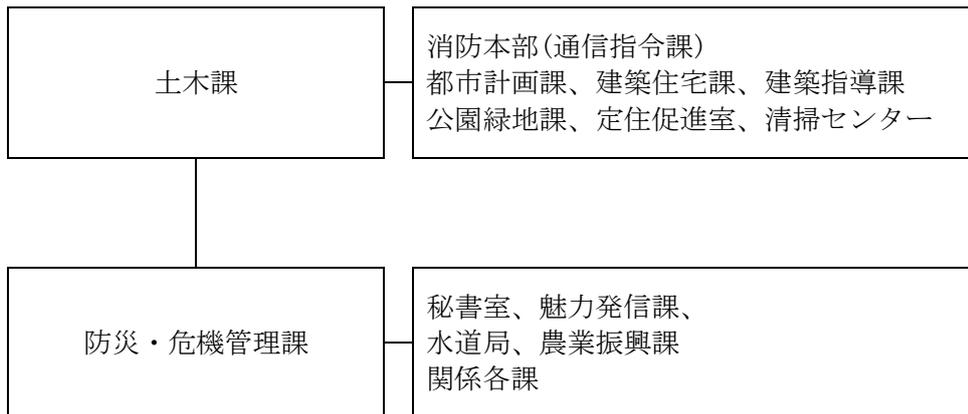 土木課
消防本部(通信指令課)
都市計画課、建築住宅課、建築指導課
公園緑地課、定住促進室、清掃センター
防災・危機管理課
秘書室、魅力発信課、
水道局、農業振興課
関係各課